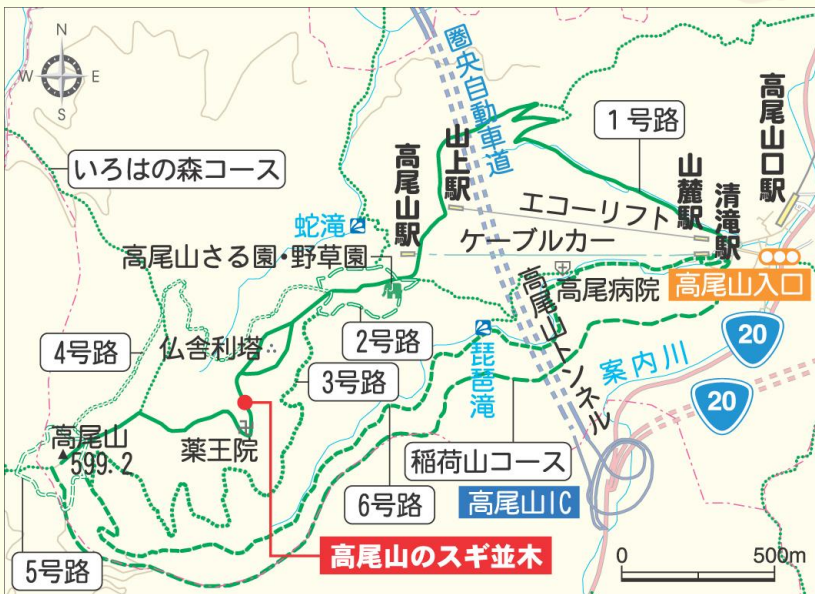 N
W
E
S
圏央自動車道
1号路
高尾山口駅
いろはの森コース
山上駅
高尾山駅
エコーリフト
山麓駅
清滝駅
蛇滝
ケーブルカー
高尾山さる園・野草園
高尾病院
高尾山入口
2号路
仏舎利塔
4号路
3号路
琵琶滝
高尾山トンネル
案内川
20
20
高尾山
599.2
薬王院
稲荷山コース
6号路
高尾山IC
高尾山のスギ並木
5号路
0 500m